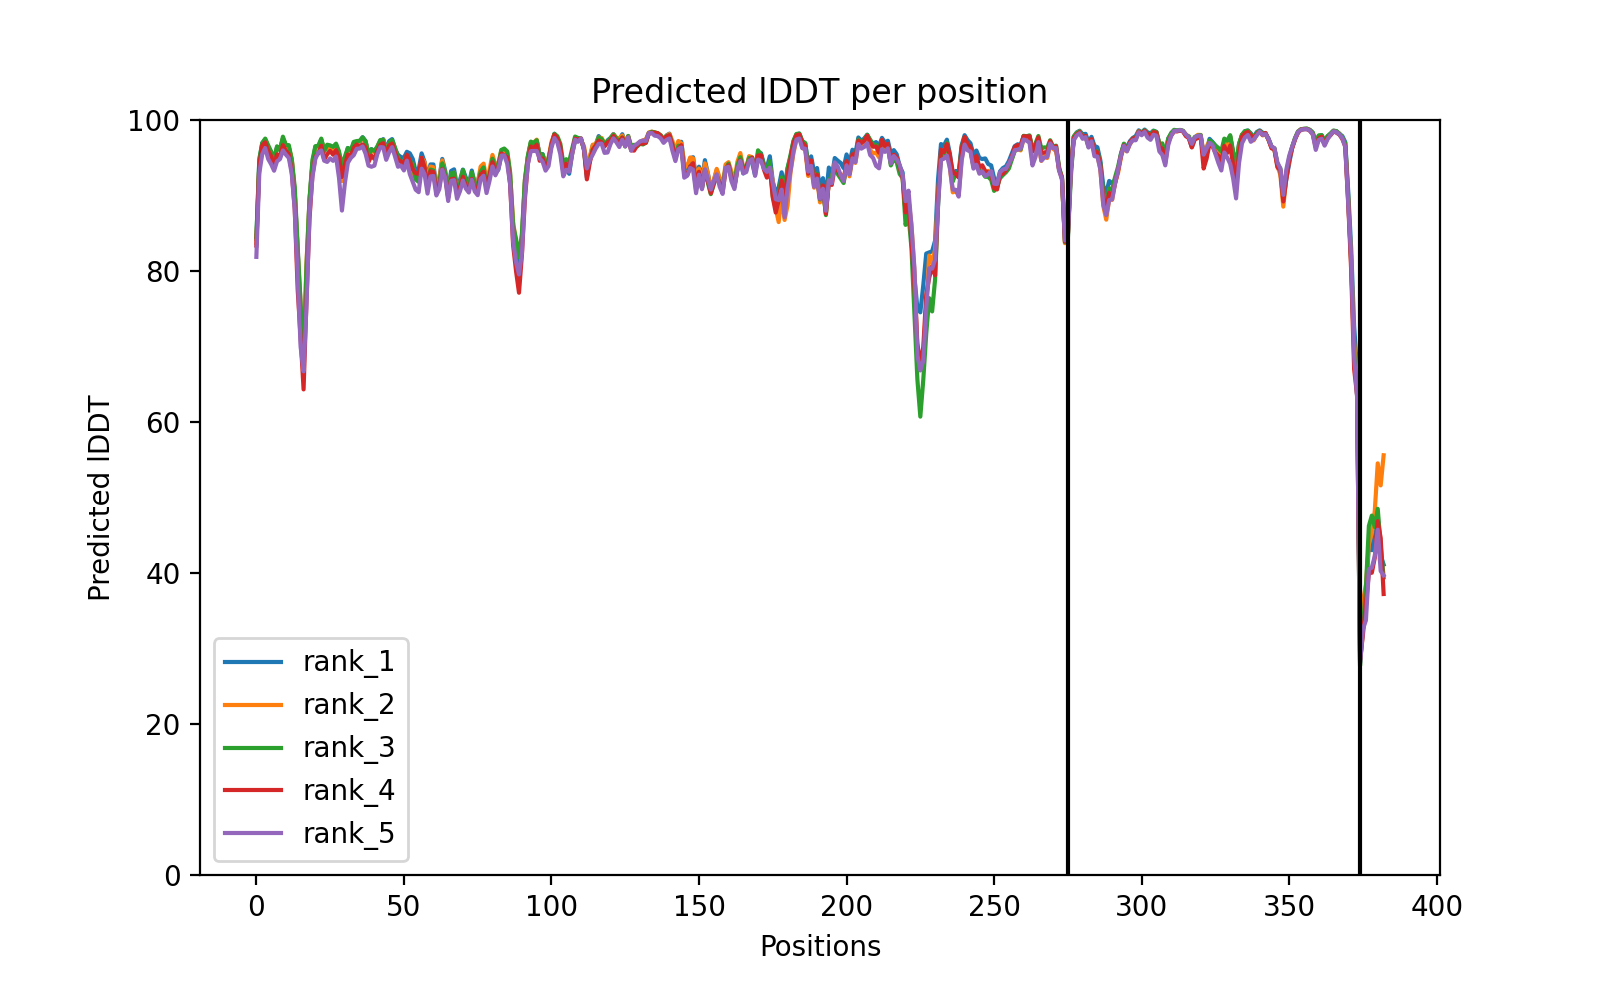 Predicted lDDT per position
100
80
60
40
20
0
Predicted lDDT
rank_1
rank_2
rank_3
rank_4
rank_5
0 50 100 150 200 250 300 350 400
Positions